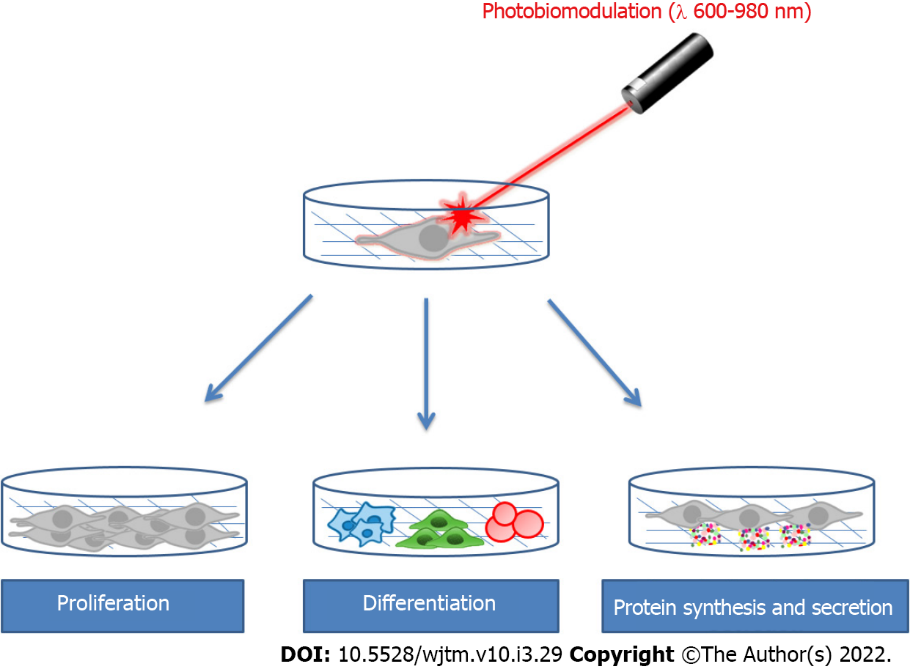 Photobiomodulation (λ 600-980 nm)
Proliferation
Differentiation
Protein synthesis and secretion
DOI: 10.5528/wjtm.v10.i3.29 Copyright ©The Author(s) 2022.